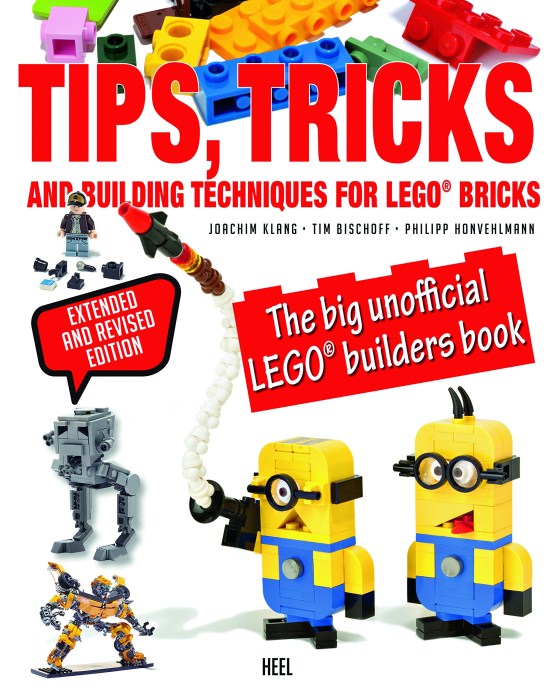 TIPS, TRICKS
AND BUILDING TECHNIQUES FOR LEGO® BRICKS
JOACHIM KLANG • TIM BISCHOFF • PHILIPP HONVEHLMANN
EXTENDED
AND REVISED
EDITION
The big unofficial
LEGO® builders book
HEEL